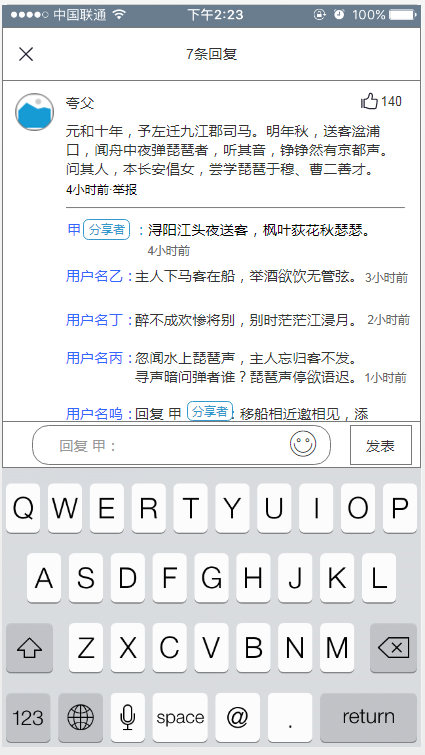 中国联通 下午2:23 100%
7条回复
夸父 140
元和十年，予左迁九江郡司马。明年秋，送客湓浦
口，闻舟中夜弹琵琶者，听其音，铮铮然有京都声。
问其人，本长安倡女，尝学琵琶于穆、曹二善才。
4小时前·举报
甲 分享者 ：浔阳江头夜送客，枫叶荻花秋瑟瑟。
4小时前
用户名乙：主人下马客在船，举酒欲饮无管弦。 3小时前
用户名丁：醉不成欢惨将别，别时茫茫江浸月。 2小时前
用户名丙：忽闻水上琵琶声，主人忘归客不发。
寻声暗问弹者谁？琵琶声停欲语迟。 1小时前
用户名呜：回复 甲 分享者 ：移船相近邀相见，添
回复 甲： 发表
Q W E R T Y U I O P
A S D F G H J K L
Z X C V B N M
123 space @ . return